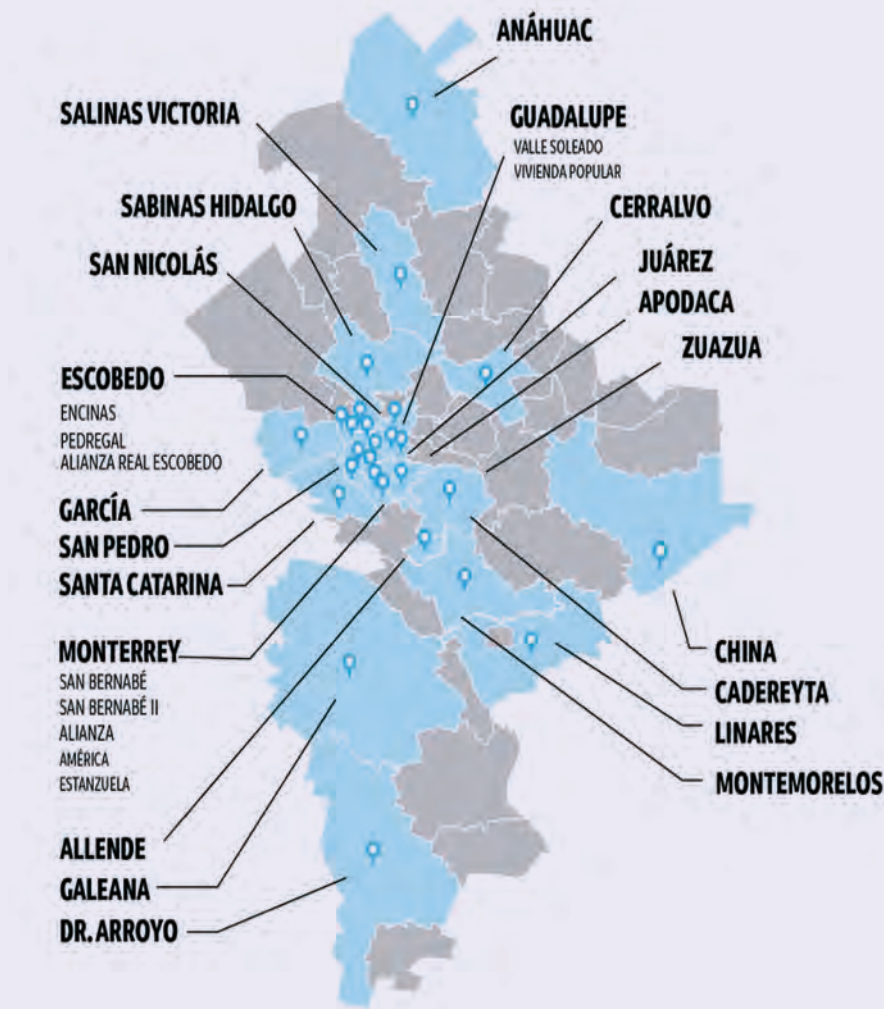 ANÁHUAC
SALINAS VICTORIA
GUADALUPE
VALLE SOLEADO
VIVIENDA POPULAR
SABINAS HIDALGO
CERRALVO
SAN NICOLÁS
JUÁREZ
APODACA
ZUAZUA
ESCOBEDO
ENCINAS
PEDREGAL
ALIANZA REAL ESCOBEDO
GARCÍA
SAN PEDRO
SANTA CATARINA
MONTERREY
SAN BERNABÉ
SAN BERNABÉ II
ALIANZA
AMÉRICA
ESTANZUELA
CHINA
CADEREYTA
LINARES
MONTEMORELOS
ALLENDE
GALEANA
DR. ARROYO